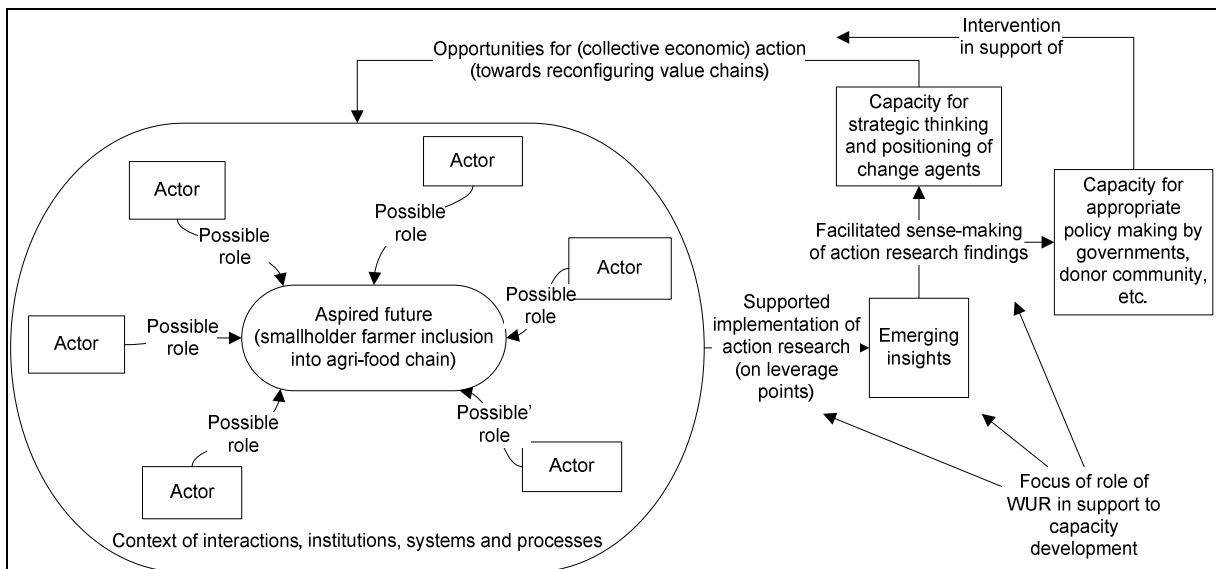 Intervention
in support of
Opportunities for (collective economic) action
(towards reconfiguring value chains)
Capacity for
strategic thinking
and positioning of
change agents
Capacity for
appropriate
policy making by
governments,
donor community,
etc.
Facilitated sense-making
of action research findings
Actor
Possible
role
Actor
Possible
role
Actor
Possible
role
Actor
Possible
role
Actor
Possible
role
Actor
Possible'
role
Aspired future
(smallholder farmer inclusion
into agri-food chain)
Supported
implementation of
action research
(on leverage
points)
Emerging
insights
Focus of role of
WUR in support to
capacity
development
Context of interactions, institutions, systems and processes